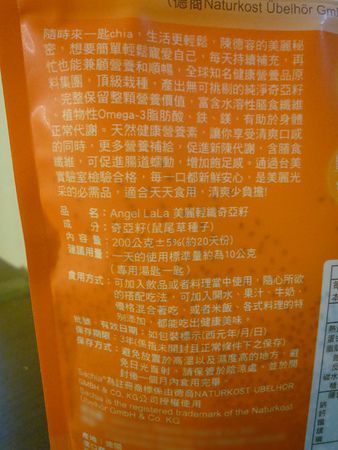 (德商Naturkost Übelhör Gm
隨時來一匙chia，生活更輕鬆，陳德容的美麗秘
密，想要簡單輕鬆寵愛自己，每天持續補充，再
忙也能兼顧營養和順暢，全球知名健康營養品原
料集團，頂級栽種，產出無可挑剔的純淨奇亞籽
，完整保留整顆營養價值，富含水溶性膳食纖維
、植物性Omega-3脂肪酸、鐵、鎂，有助於身體
正常代謝。天然健康營養素，讓你享受清爽口感
的同時，更多營養補給，促進新陳代謝，含膳食
纖維，可促進腸道蠕動，增加飽足感。通過台美
實驗室檢驗合格，每一口都新鮮安心，是美麗光
采的必需品，適合天天食用，清爽少負擔!
品名：Angel LaLa 美麗輕孅奇亞籽
成分：奇亞籽(鼠尾草種子)
內容量：200公克±5%(約20天份)
建議用量：一天的使用標準量約為10公克
(專用湯匙一匙)
食用方式：可加入飲品或者料理當中使用，隨心所欲
的搭配吃法，可加入開水、果汁、牛奶、
優格混合著吃，或者米飯、各式料理的特
別添加，都能吃出健康美味。
批號、有效日期：如包裝標示(西元年/月/日)
保存期限：3年(係指未開封且正常條件下之保存)
保存方式：避免放置於高溫以及濕度高的地方，避
免日光直射，請保管於陰涼處，並於開
封後一個月內食用完畢。
Sachia®為註冊商標係由德商NATURKOST ÜBELHÖR
GMBH & CO. KG公司授權使用
Sachia is the registered trademark of the Naturkost
Übelhör GmbH & Co. KG
產地：德國